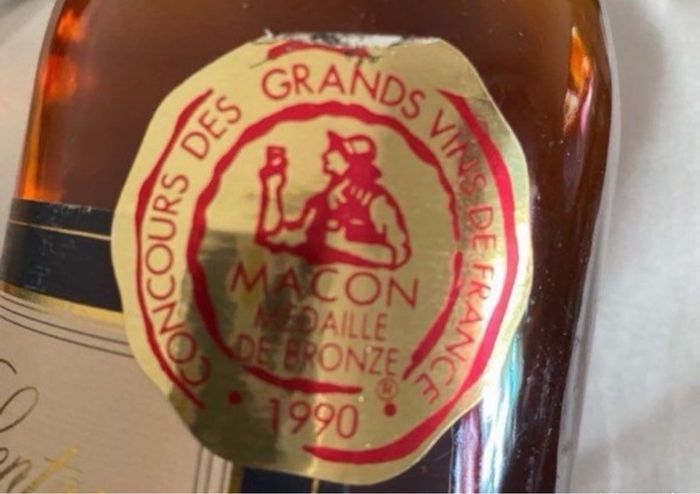 CONCOURS DES GRANDS VINS DE FRANCE
MACON
MEDAILLE
DE BRONZE
®
1990